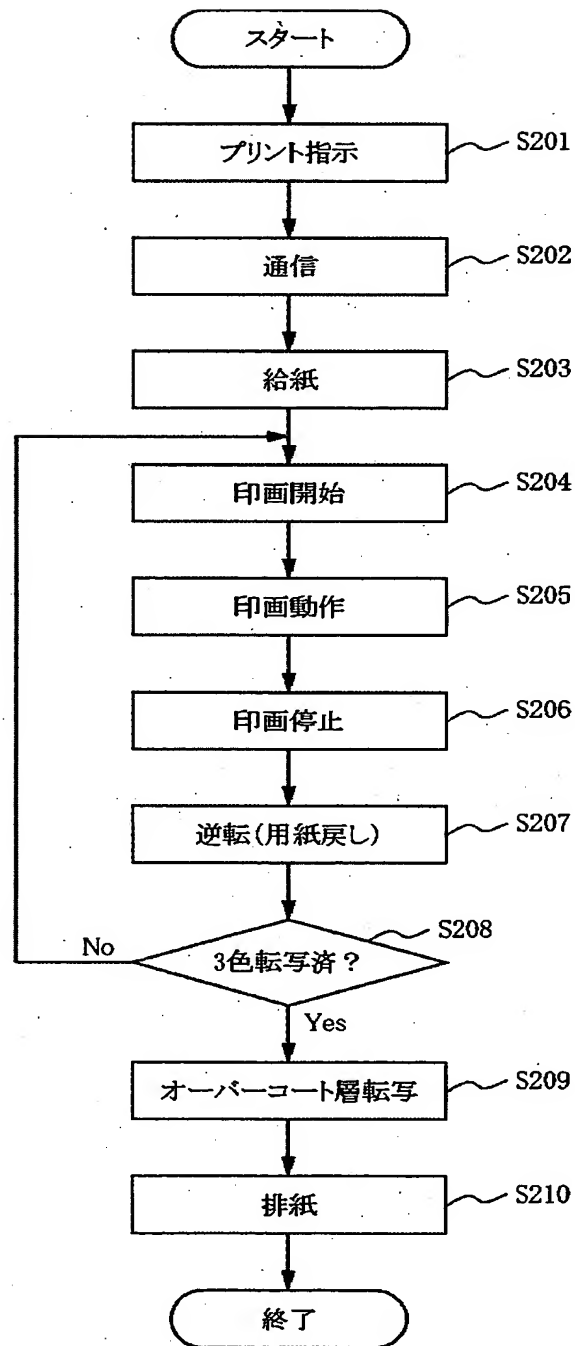 スタート
プリント指示
S201
通信
S202
給紙
S203
印画開始
S204
印画動作
S205
印画停止
S206
逆転(用紙戻し)
S207
3色転写済?
S208
No
Yes
オーバーコート層転写
S209
排紙
S210
終了